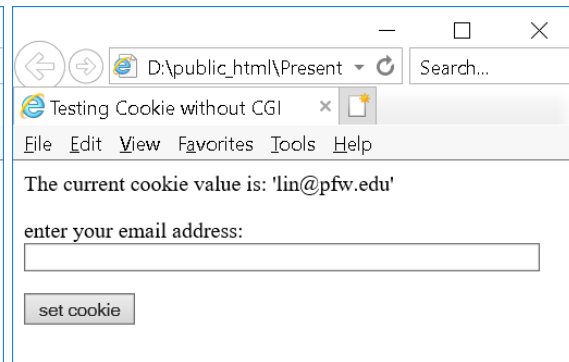 D:\public_html\Present
Search...
Testing Cookie without CGI
File Edit View Favorites Tools Help
The current cookie value is: 'lin@pfw.edu'
enter your email address:
set cookie